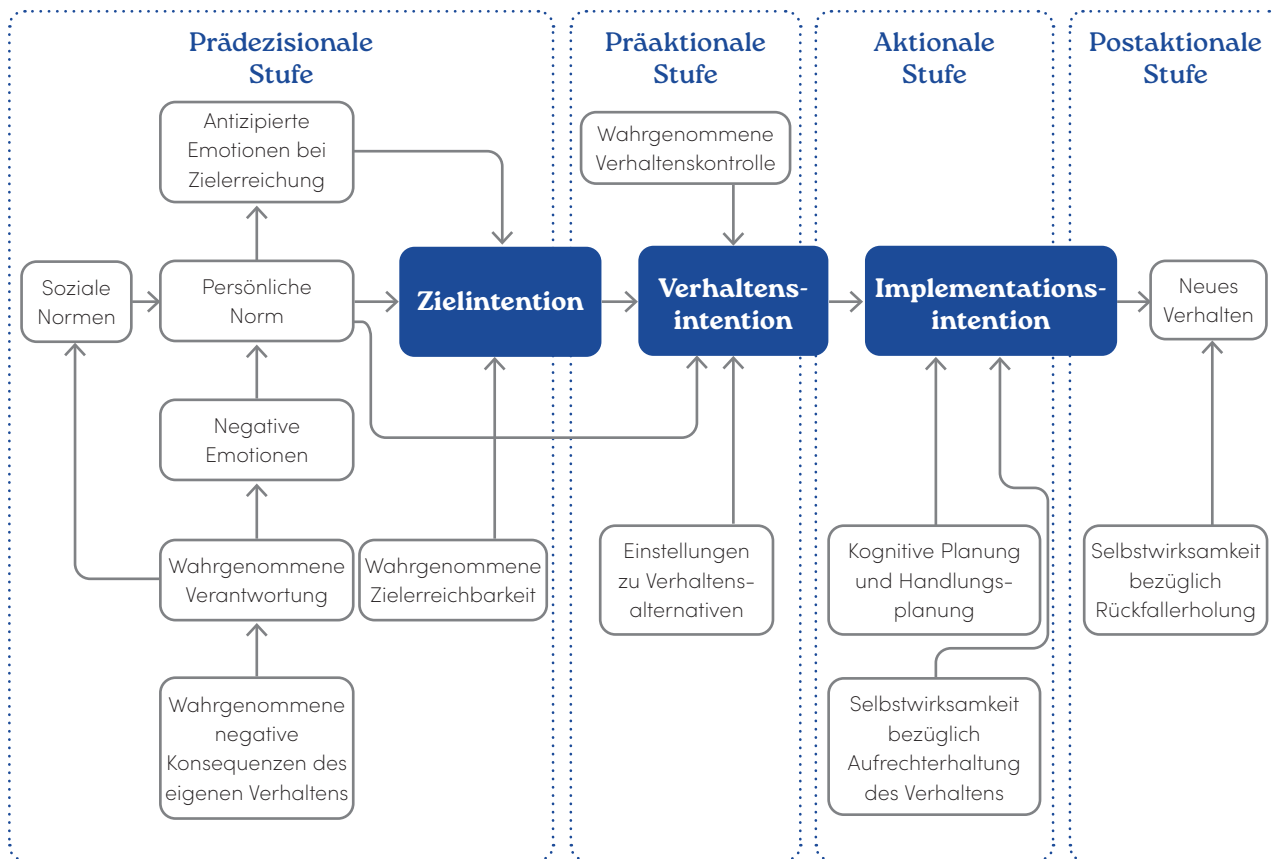 Prädezisionale
Stufe
Präaktionale
Stufe
Aktionale
Stufe
Postaktionale
Stufe
Antizipierte
Emotionen bei
Zielerreichung
Wahrgenommene
Verhaltenskontrolle
Soziale
Normen
Persönliche
Norm
Zielintention
Verhaltens-
intention
Implementations-
intention
Neues
Verhalten
Negative
Emotionen
Wahrgenommene
Verantwortung
Wahrgenommene
Zielerreichbarkeit
Einstellungen
zu Verhaltens-
alternativen
Kognitive Planung
und Handlungs-
planung
Selbstwirksamkeit
bezüglich
Rückfallerholung
Wahrgenommene
negative
Konsequenzen des
eigenen Verhaltens
Selbstwirksamkeit
bezüglich
Aufrechterhaltung
des Verhaltens